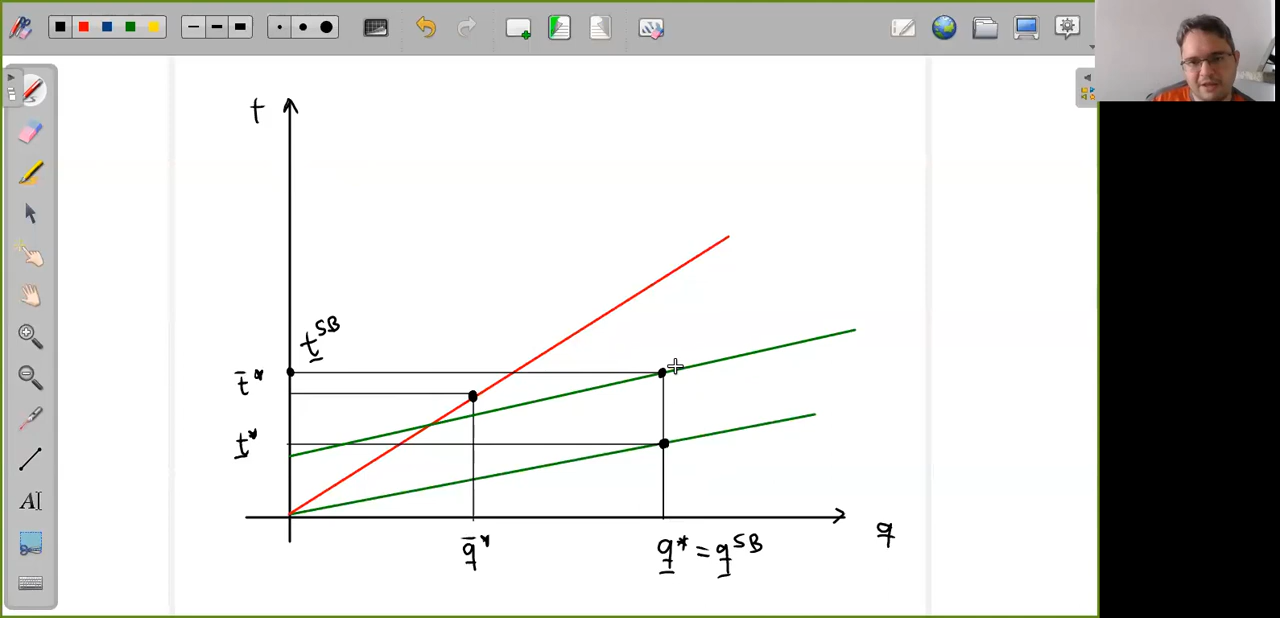 t
t̲ˢᴮ
t̄*
t̲*
q
q̄*
q̲* = q̲ˢᴮ